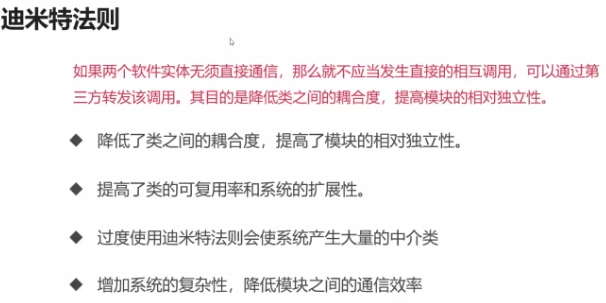 迪米特法则
如果两个软件实体无须直接通信，那么就不应当发生直接的相互调用，可以通过第
三方转发该调用。其目的是降低类之间的耦合度，提高模块的相对独立性。
◆ 降低了类之间的耦合度，提高了模块的相对独立性。
◆ 提高了类的可复用率和系统的扩展性。
◆ 过度使用迪米特法则会使系统产生大量的中介类
◆ 增加系统的复杂性，降低模块之间的通信效率